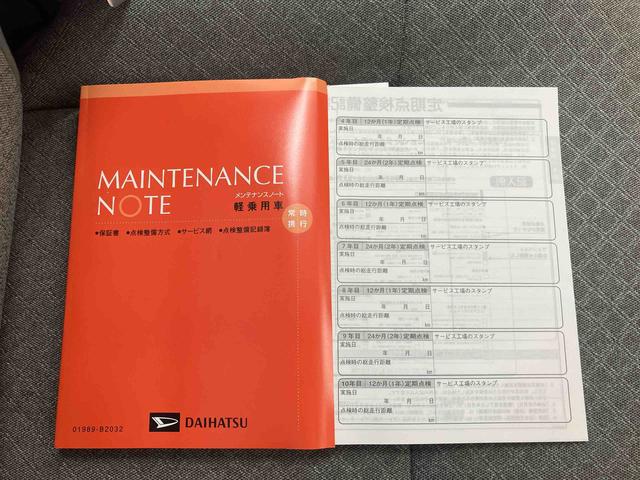 MAINTENANCE
NOTE
メンテナンスノート
軽乗用車
常時
携行
●保証書 ●点検整備方式 ●サービス網 ●点検整備記録簿
01989-B2032
DAIHATSU
4年目 12か月(1年)定期点検 サービス工場のスタンプ
実施日
年 月 日
点検時の総走行距離
km
5年目 24か月(2年)定期点検 サービス工場のスタンプ
実施日
年 月 日
点検時の総走行距離
km
6年目 12か月(1年)定期点検 サービス工場のスタンプ
実施日
年 月 日
点検時の総走行距離
km
7年目 24か月(2年)定期点検 サービス工場のスタンプ
実施日
年 月 日
点検時の総走行距離
km
8年目 12か月(1年)定期点検 サービス工場のスタンプ
実施日
年 月 日
点検時の総走行距離
km
9年目 24か月(2年)定期点検 サービス工場のスタンプ
実施日
年 月 日
点検時の総走行距離
km
10年目 12か月(1年)定期点検 サービス工場のスタンプ
実施日
年 月 日
点検時の総走行距離
km